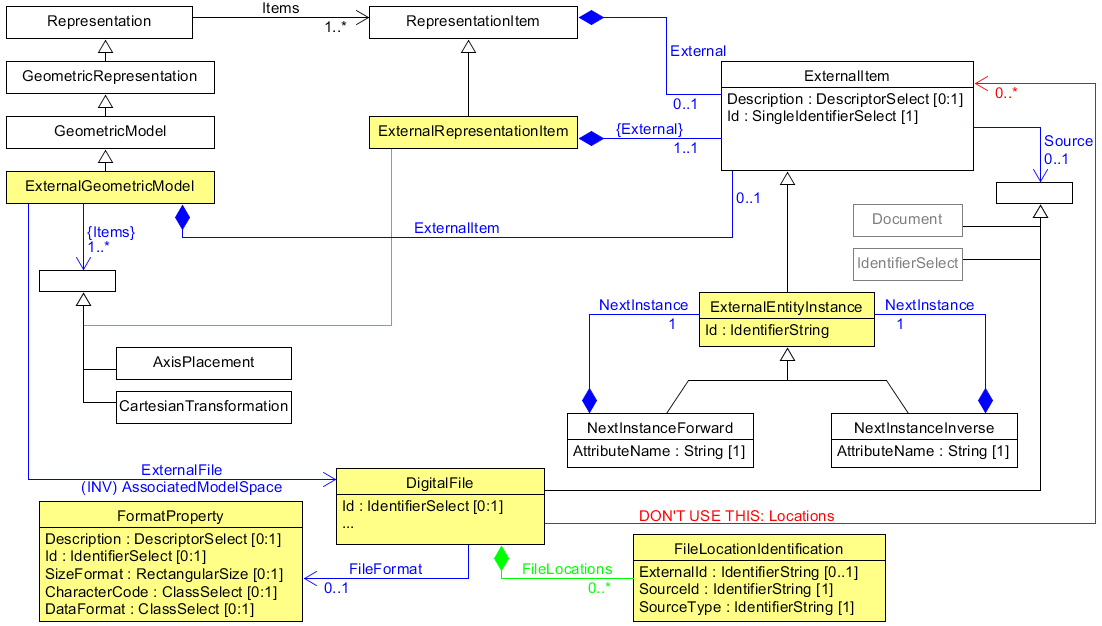 Representation
Items
1..*
RepresentationItem
External
0..1
GeometricRepresentation
ExternalItem
Description : DescriptorSelect [0:1]
Id : SingleIdentifierSelect [1]
0..*
GeometricModel
ExternalRepresentationItem
{External}
1..1
Source
0..1
ExternalGeometricModel
{Items}
1..*
ExternalItem
0..1
Document
IdentifierSelect
NextInstance
1
ExternalEntityInstance
Id : IdentifierString
NextInstance
1
AxisPlacement
CartesianTransformation
NextInstanceForward
AttributeName : String [1]
NextInstanceInverse
AttributeName : String [1]
ExternalFile
(INV) AssociatedModelSpace
DigitalFile
Id : IdentifierSelect [0:1]
...
DON'T USE THIS: Locations
FormatProperty
Description : DescriptorSelect [0:1]
Id : IdentifierSelect [0:1]
SizeFormat : RectangularSize [0:1]
CharacterCode : ClassSelect [0:1]
DataFormat : ClassSelect [0:1]
FileFormat
0..1
FileLocations
0..*
FileLocationIdentification
ExternalId : IdentifierString [0..1]
SourceId : IdentifierString [1]
SourceType : IdentifierString [1]